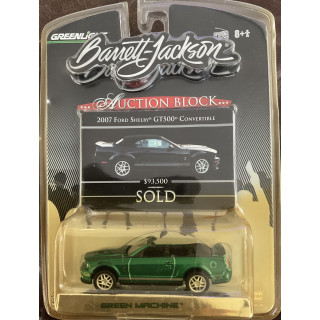 GREENLIGHT
8+
Barrett-Jackson
AUCTION BLOCK
2007 FORD SHELBY GT500 CONVERTIBLE
$93,500
SOLD
GREEN MACHINE